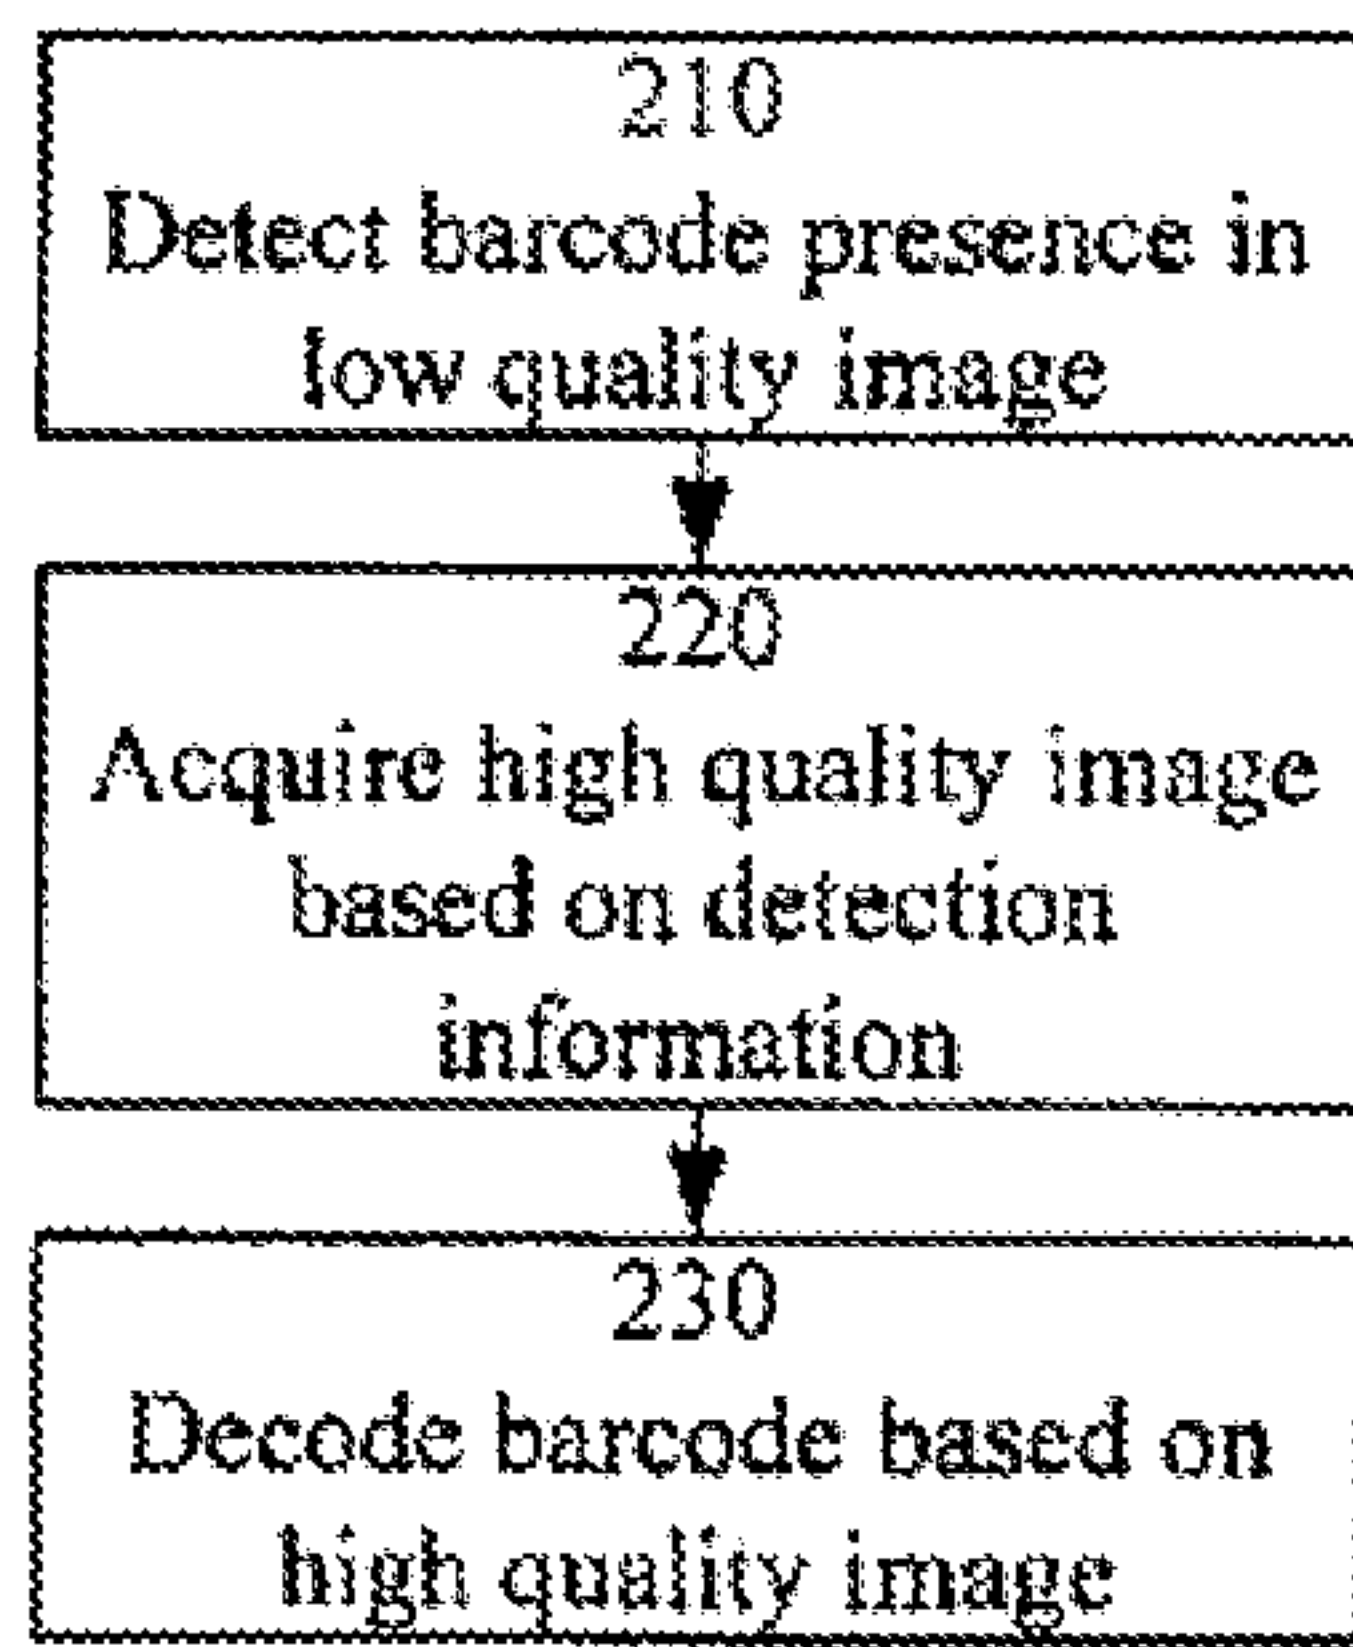 210
Detect barcode presence in
low quality image
220
Acquire high quality image
based on detection
information
230
Decode barcode based on
high quality image